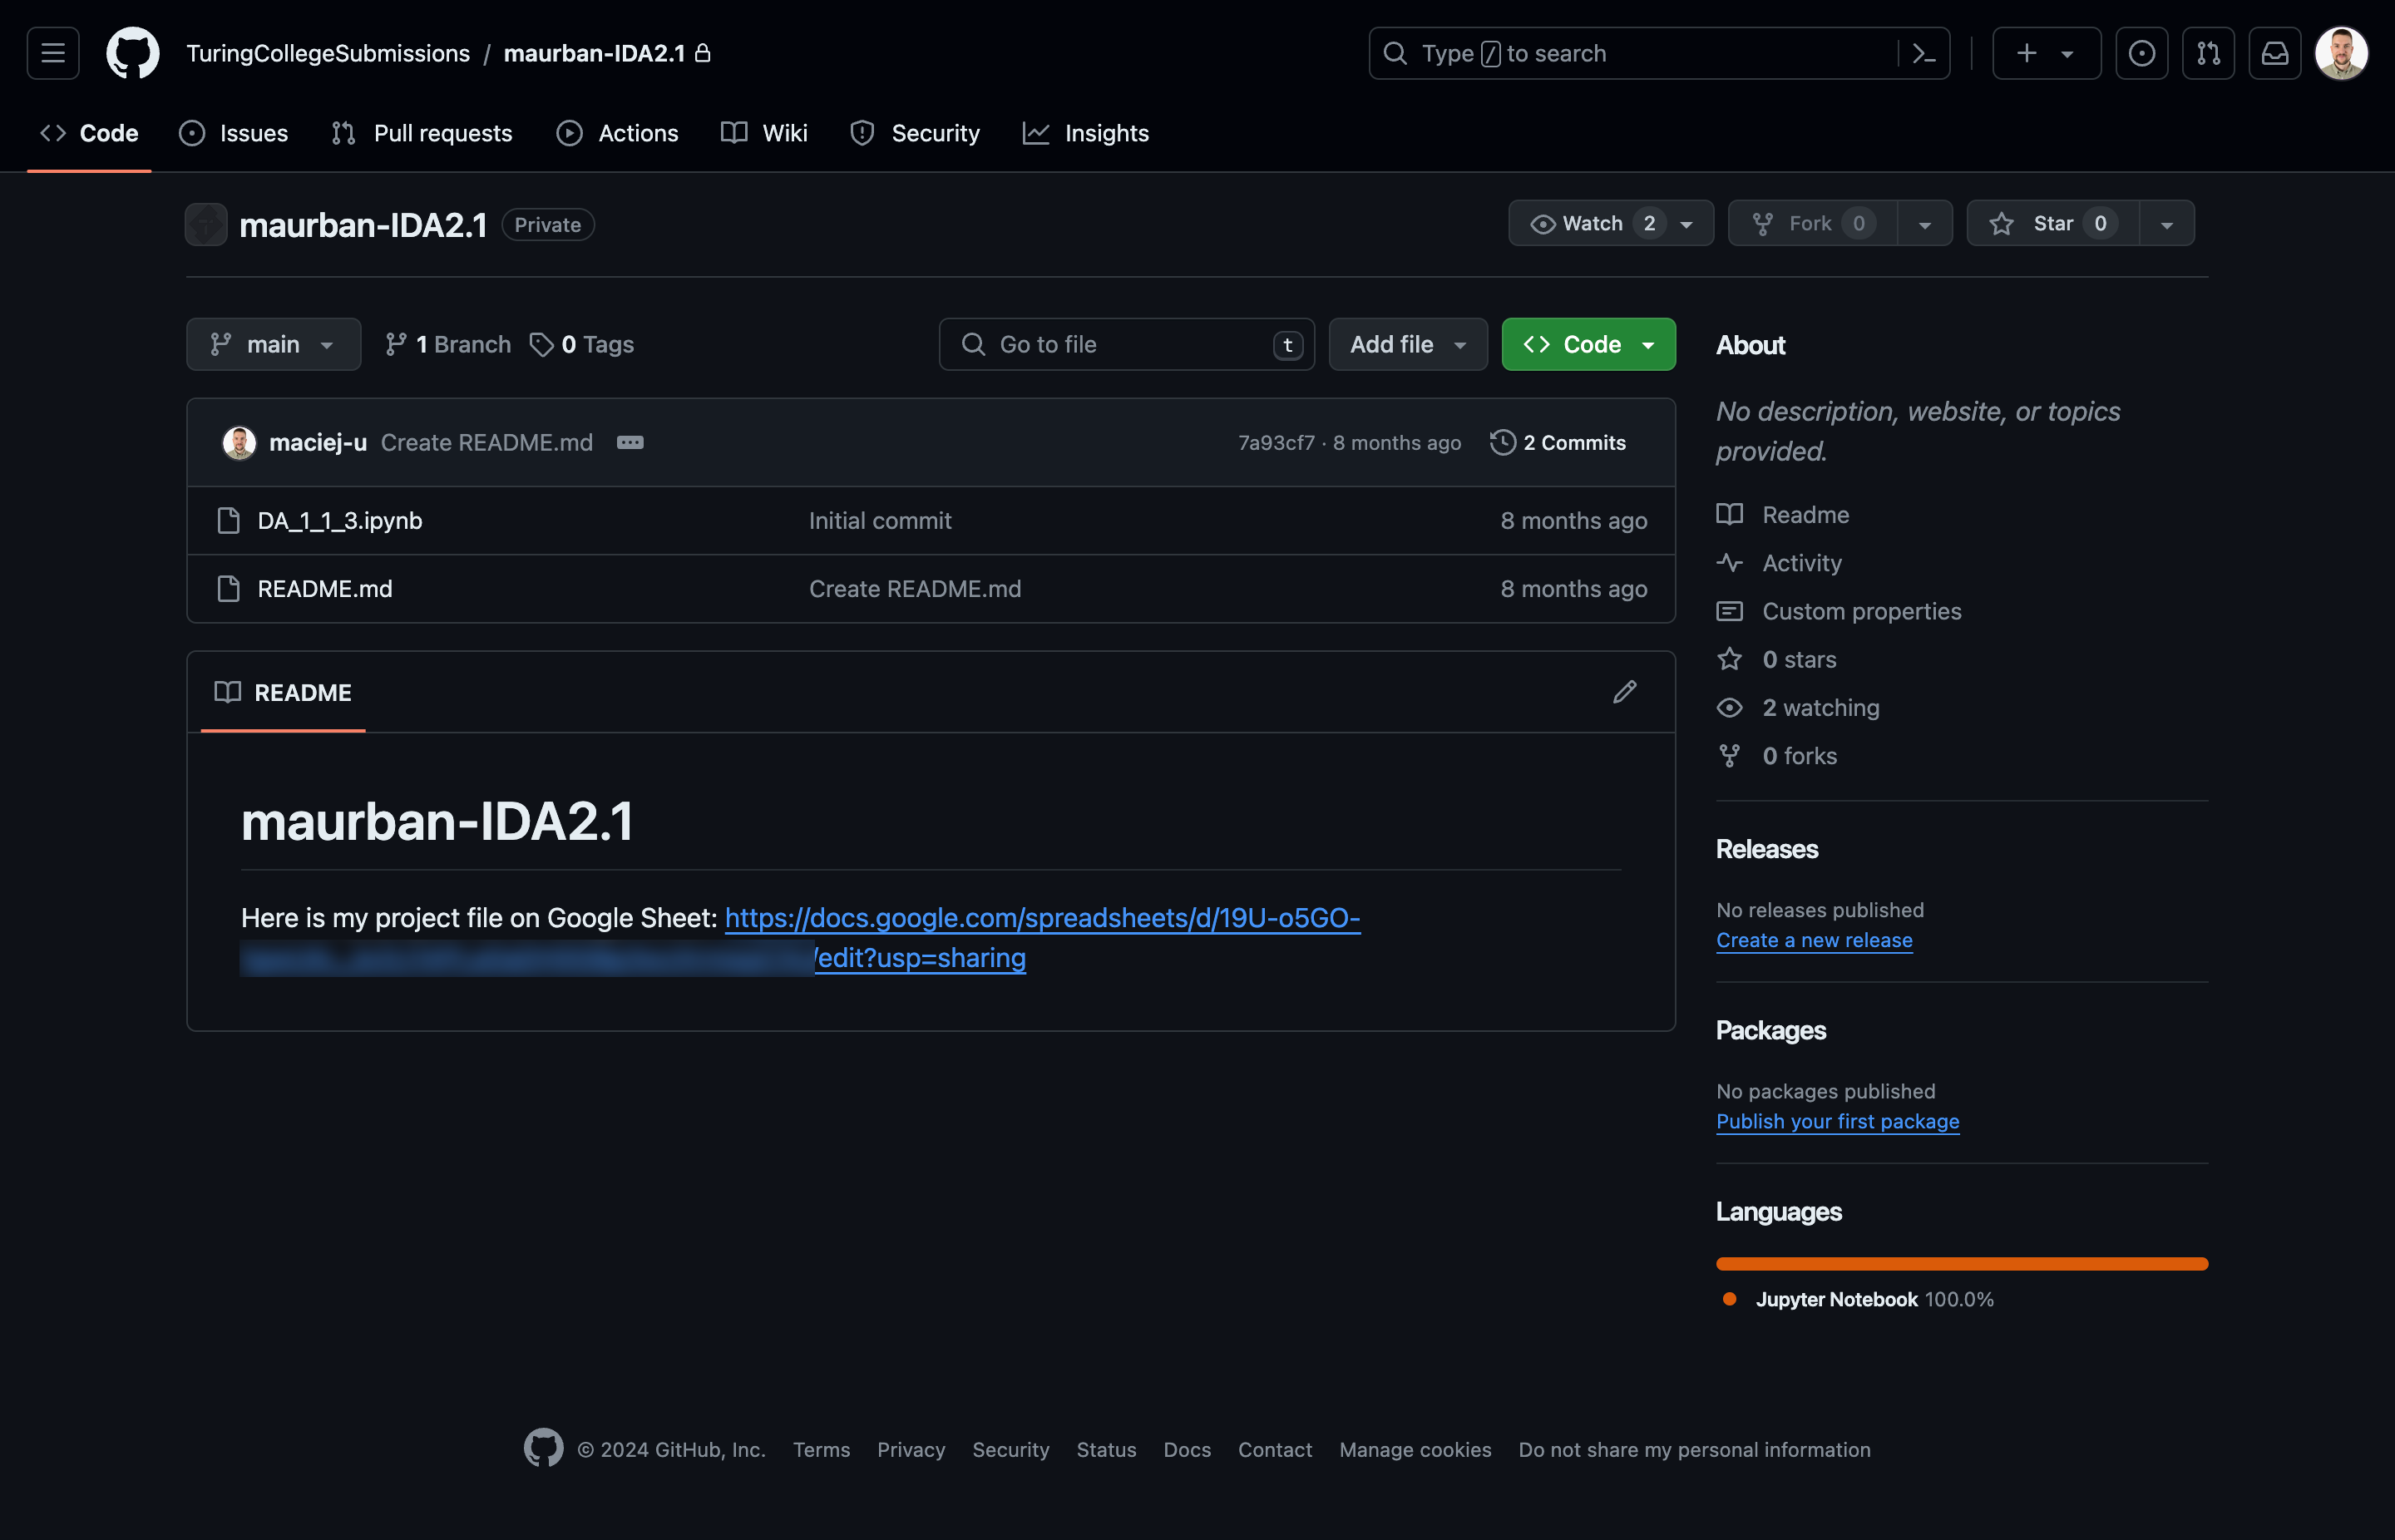 TuringCollegeSubmissions / maurban-IDA2.1
Type / to search
Code
Issues
Pull requests
Actions
Wiki
Security
Insights
maurban-IDA2.1 Private
Watch 2
Fork 0
Star 0
main
1 Branch
0 Tags
Go to file t
Add file
Code
maciej-u Create README.md
7a93cf7 · 8 months ago
2 Commits
DA_1_1_3.ipynb Initial commit 8 months ago
README.md Create README.md 8 months ago
README
maurban-IDA2.1
Here is my project file on Google Sheet: https://docs.google.com/spreadsheets/d/19U-o5GO-
/edit?usp=sharing
About
No description, website, or topics
provided.
Readme
Activity
Custom properties
0 stars
2 watching
0 forks
Releases
No releases published
Create a new release
Packages
No packages published
Publish your first package
Languages
Jupyter Notebook 100.0%
© 2024 GitHub, Inc. Terms Privacy Security Status Docs Contact Manage cookies Do not share my personal information